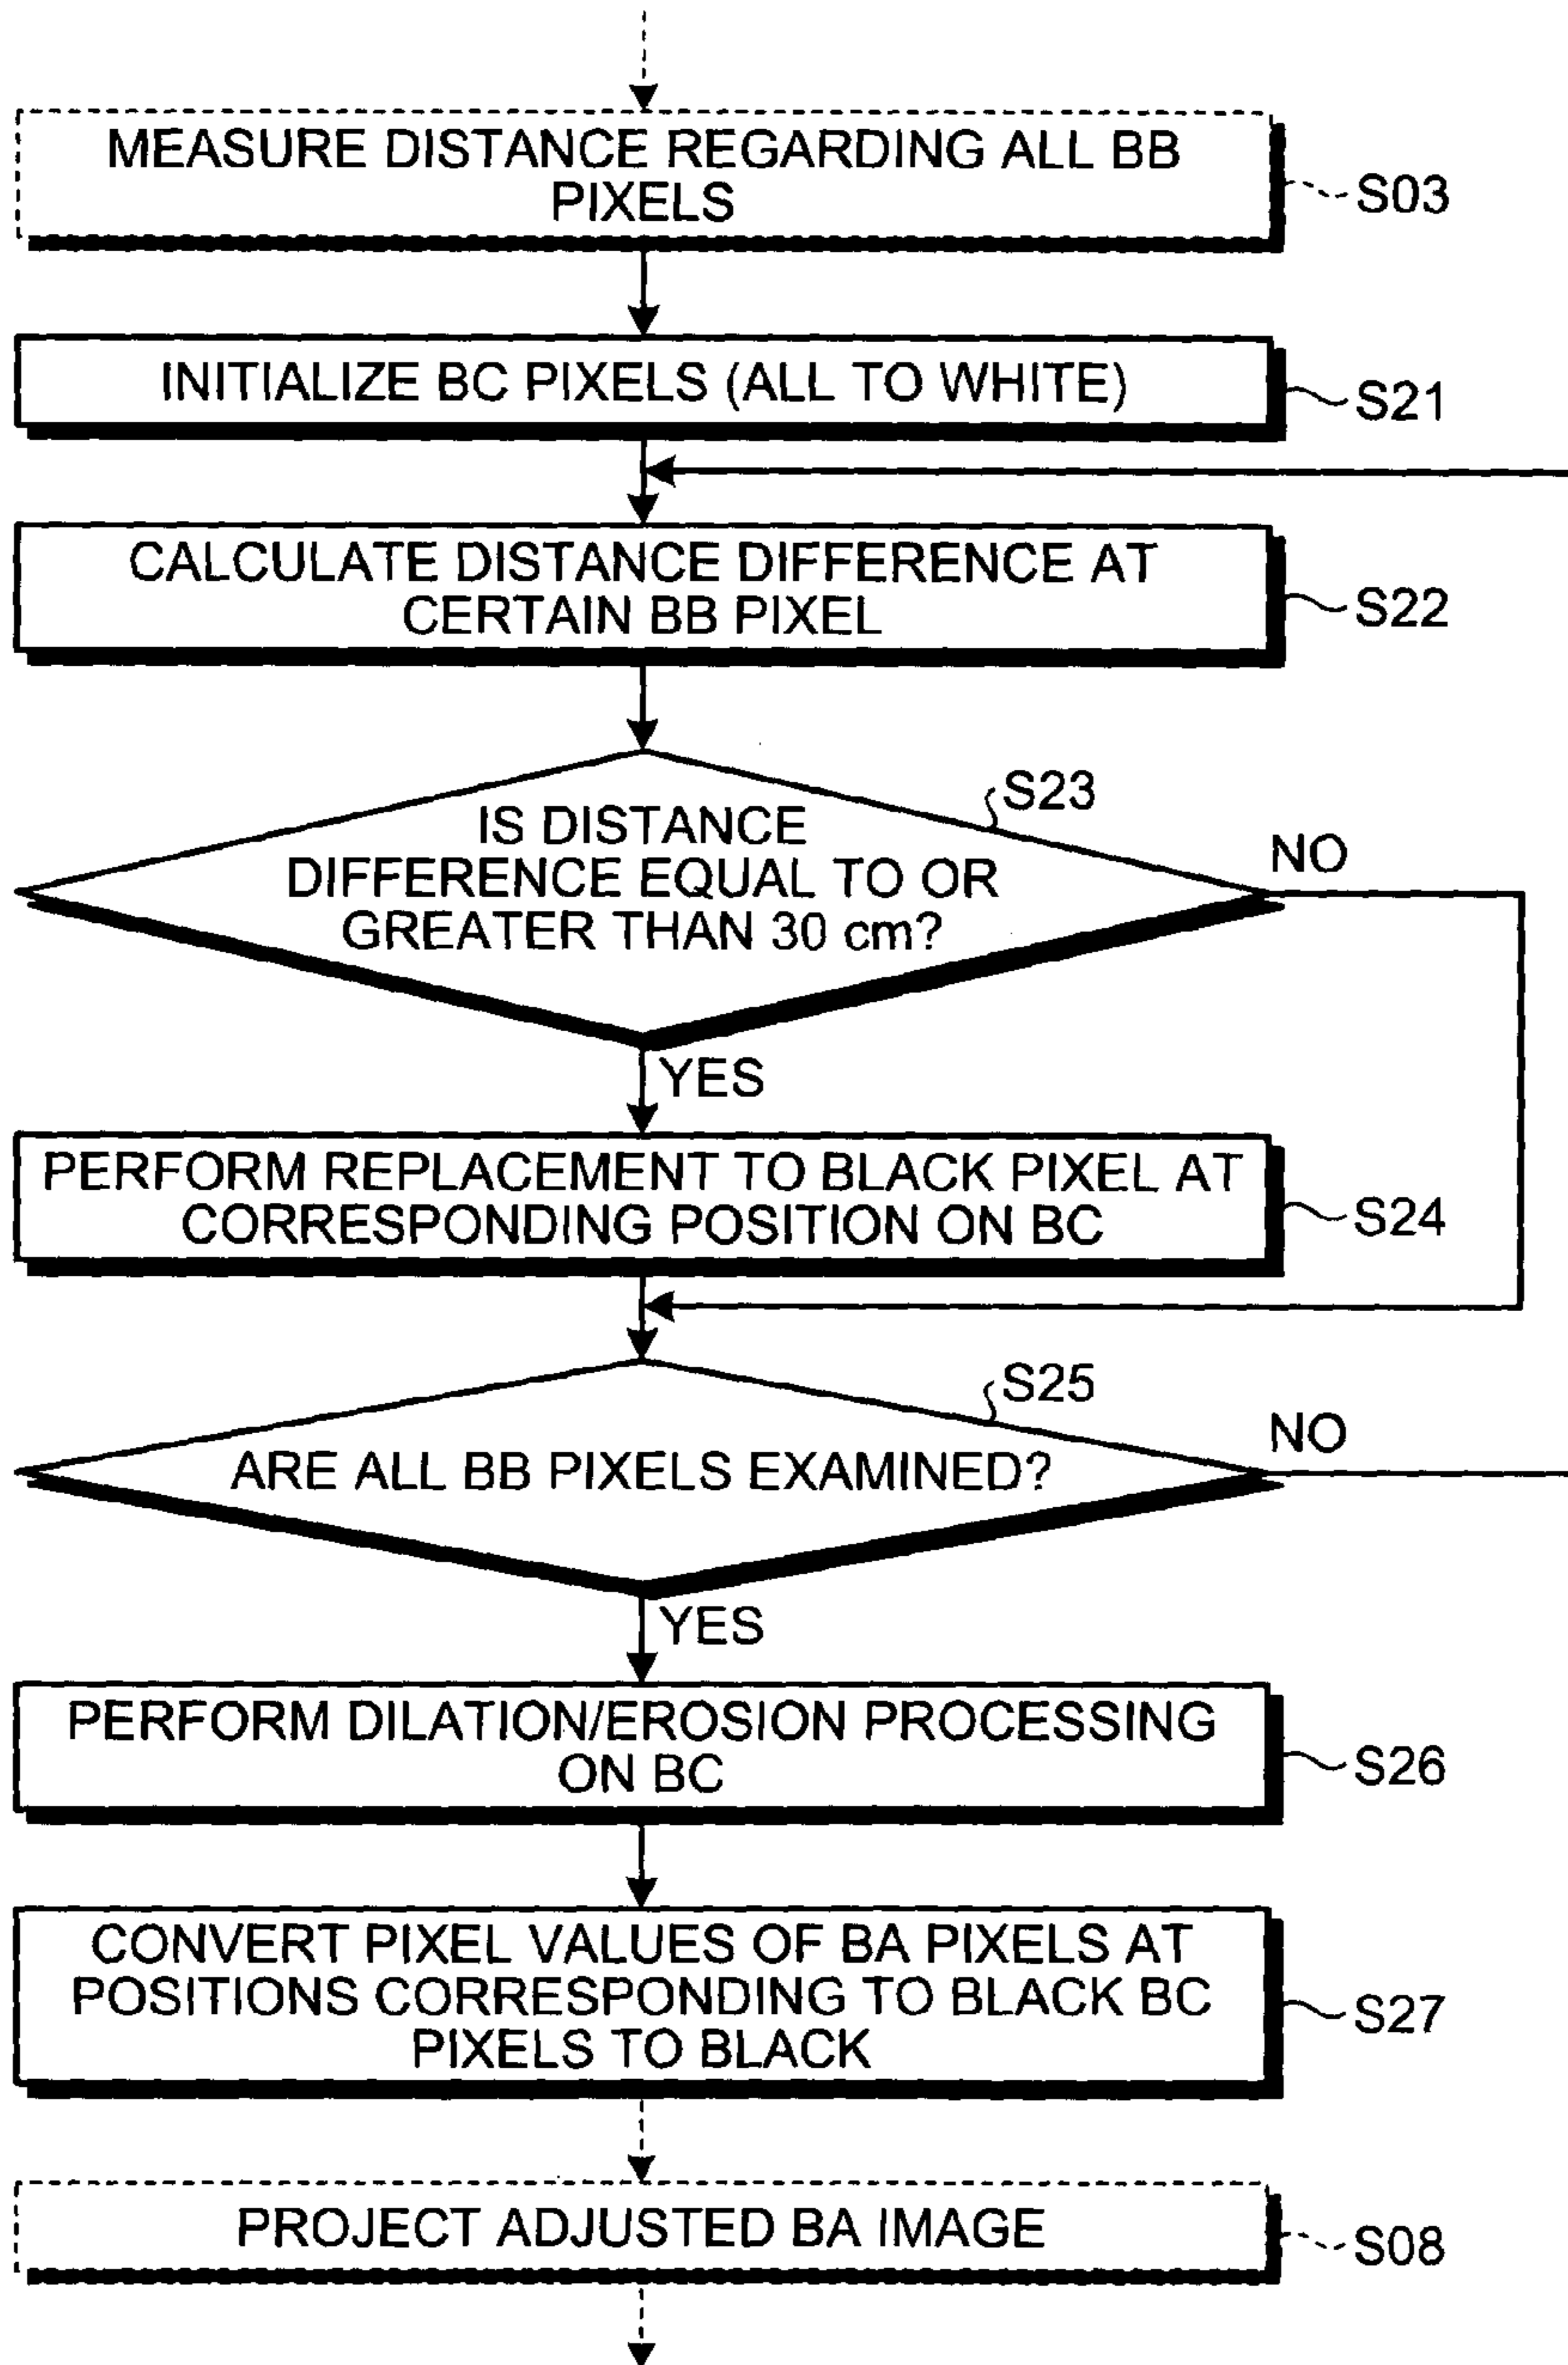 MEASURE DISTANCE REGARDING ALL BB
PIXELS
S03
INITIALIZE BC PIXELS (ALL TO WHITE)
S21
CALCULATE DISTANCE DIFFERENCE AT
CERTAIN BB PIXEL
S22
S23
IS DISTANCE
DIFFERENCE EQUAL TO OR
GREATER THAN 30 cm?
NO
YES
PERFORM REPLACEMENT TO BLACK PIXEL AT
CORRESPONDING POSITION ON BC
S24
S25
ARE ALL BB PIXELS EXAMINED?
NO
YES
PERFORM DILATION/EROSION PROCESSING
ON BC
S26
CONVERT PIXEL VALUES OF BA PIXELS AT
POSITIONS CORRESPONDING TO BLACK BC
PIXELS TO BLACK
S27
PROJECT ADJUSTED BA IMAGE
S08